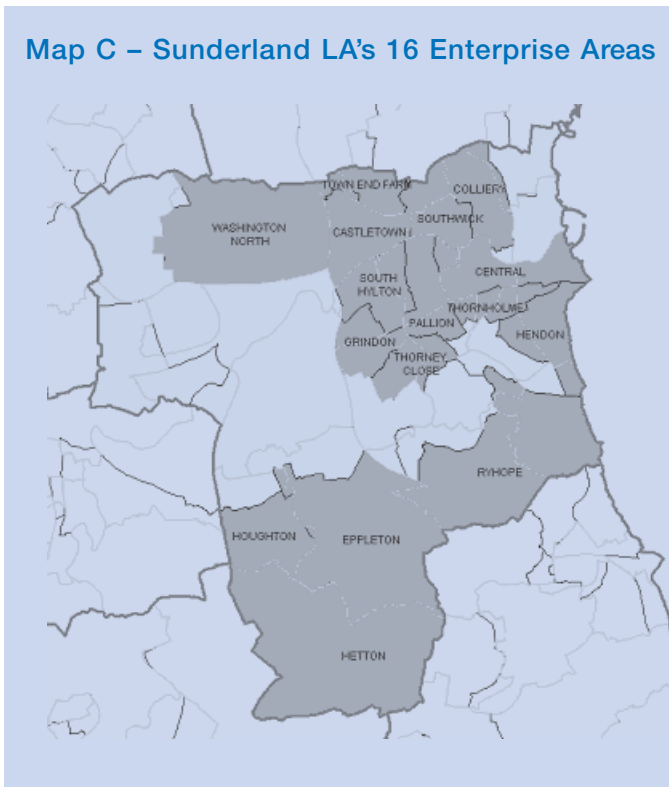 Map C – Sunderland LA's 16 Enterprise Areas
TOWN END FARM
COLLIERY
WASHINGTON
NORTH
SOUTHWICK
CASTLETOWN
CENTRAL
SOUTH
HYLTON
THORNHOLME
PALLION
HENDON
GRINDON
THORNEY
CLOSE
RYHOPE
HOUGHTON
EPPLETON
HETTON